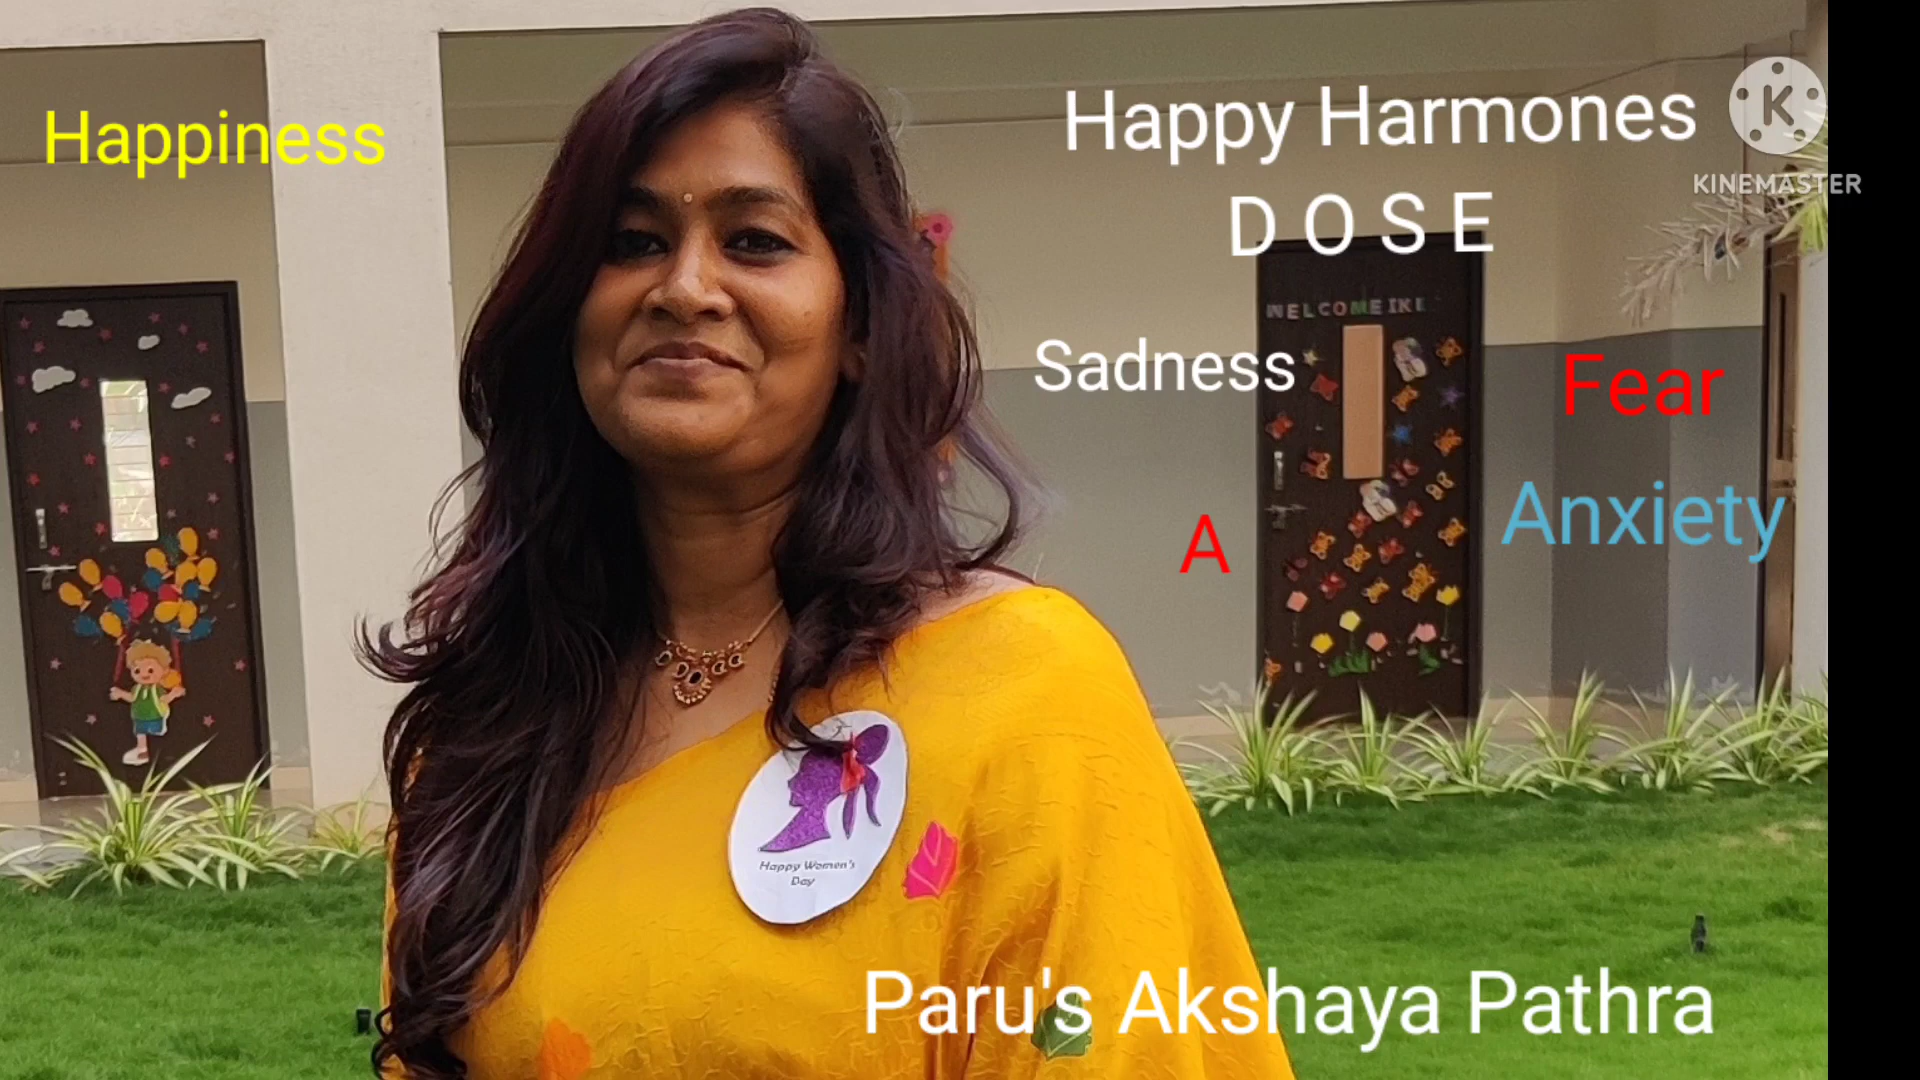 Happiness
Happy Harmones
D O S E
K
KINEMASTER
Sadness
Fear
Anxiety
A
Happy Women's
Day
Paru's Akshaya Pathra